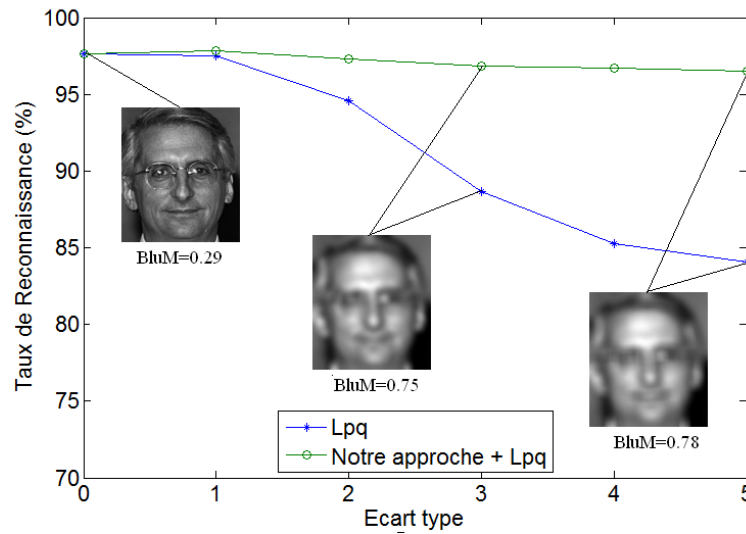 100
95
90
85
80
75
70
Taux de Reconnaissance (%)
BluM=0.29
BluM=0.75
BluM=0.78
Lpq
Notre approche + Lpq
0 1 2 3 4 5
Ecart type